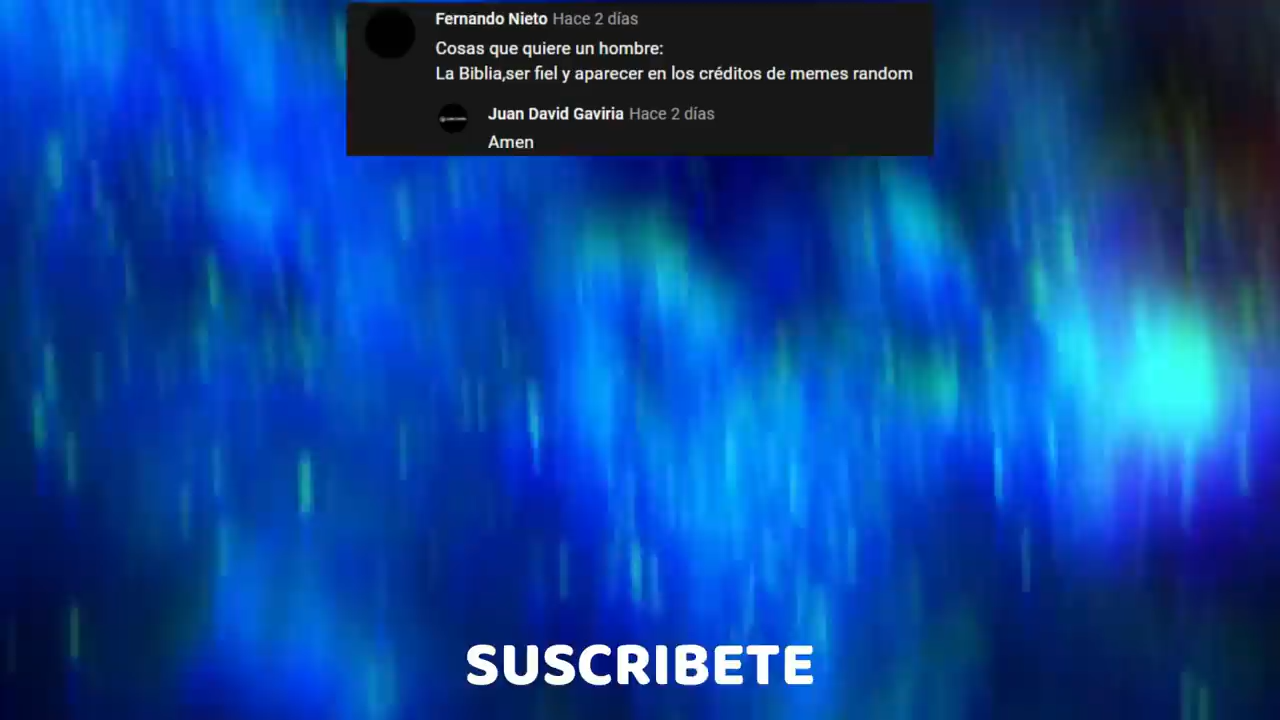 Fernando Nieto Hace 2 días
Cosas que quiere un hombre:
La Biblia,ser fiel y aparecer en los créditos de memes random
Juan David Gaviria Hace 2 días
Amen
SUSCRIBETE